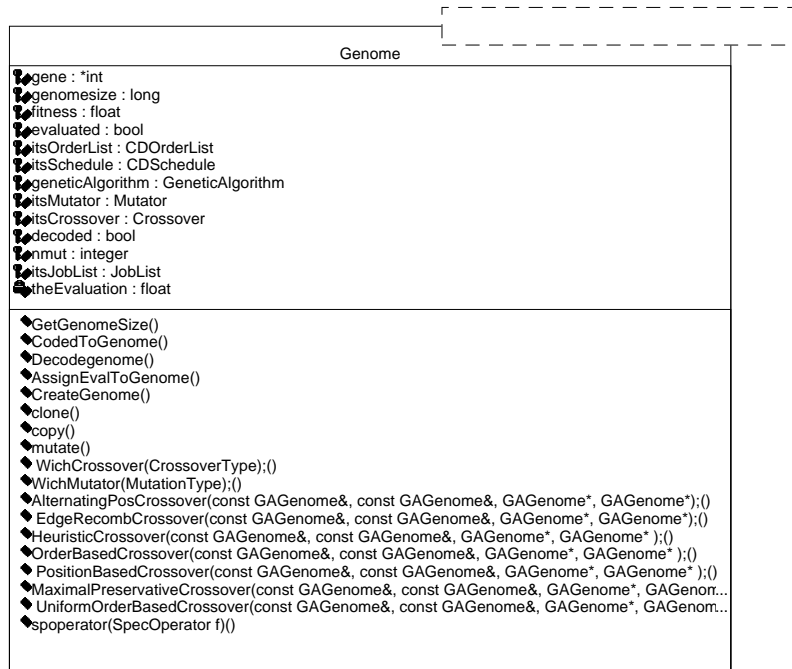 Genome
gene : *int
genomesize : long
fitness : float
evaluated : bool
itsOrderList : CDOrderList
itsSchedule : CDSchedule
geneticAlgorithm : GeneticAlgorithm
itsMutator : Mutator
itsCrossover : Crossover
decoded : bool
nmut : integer
itsJobList : JobList
theEvaluation : float
GetGenomeSize()
CodedToGenome()
Decodegenome()
AssignEvalToGenome()
CreateGenome()
clone()
copy()
mutate()
WichCrossover(CrossoverType);()
WichMutator(MutationType);()
AlternatingPosCrossover(const GAGenome&, const GAGenome&, GAGenome*, GAGenome*);()
EdgeRecombCrossover(const GAGenome&, const GAGenome&, GAGenome*, GAGenome*);()
HeuristicCrossover(const GAGenome&, const GAGenome&, GAGenome*, GAGenome* );()
OrderBasedCrossover(const GAGenome&, const GAGenome&, GAGenome*, GAGenome* );()
PositionBasedCrossover(const GAGenome&, const GAGenome&, GAGenome*, GAGenome* );()
MaximalPreservativeCrossover(const GAGenome&, const GAGenome&, GAGenome*, GAGenom...
UniformOrderBasedCrossover(const GAGenome&, const GAGenome&, GAGenome*, GAGenom...
spoperator(SpecOperator f)()